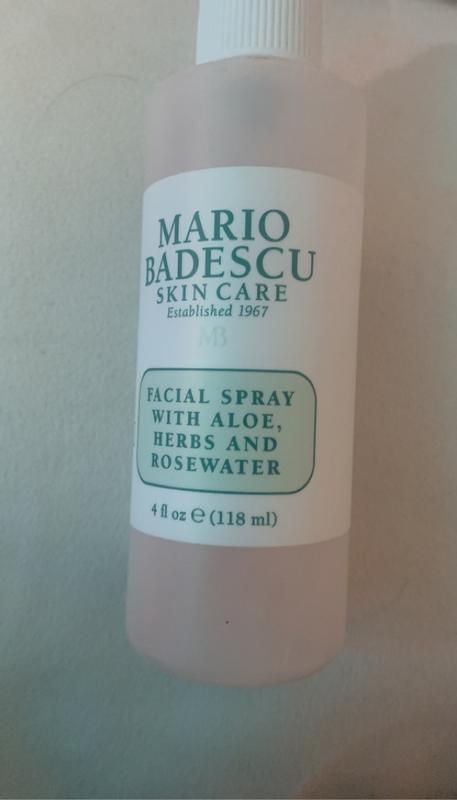 MARIO
BADESCU
SKIN CARE
Established 1967
MB
FACIAL SPRAY
WITH ALOE,
HERBS AND
ROSEWATER
4 fl oz ℮ (118 ml)